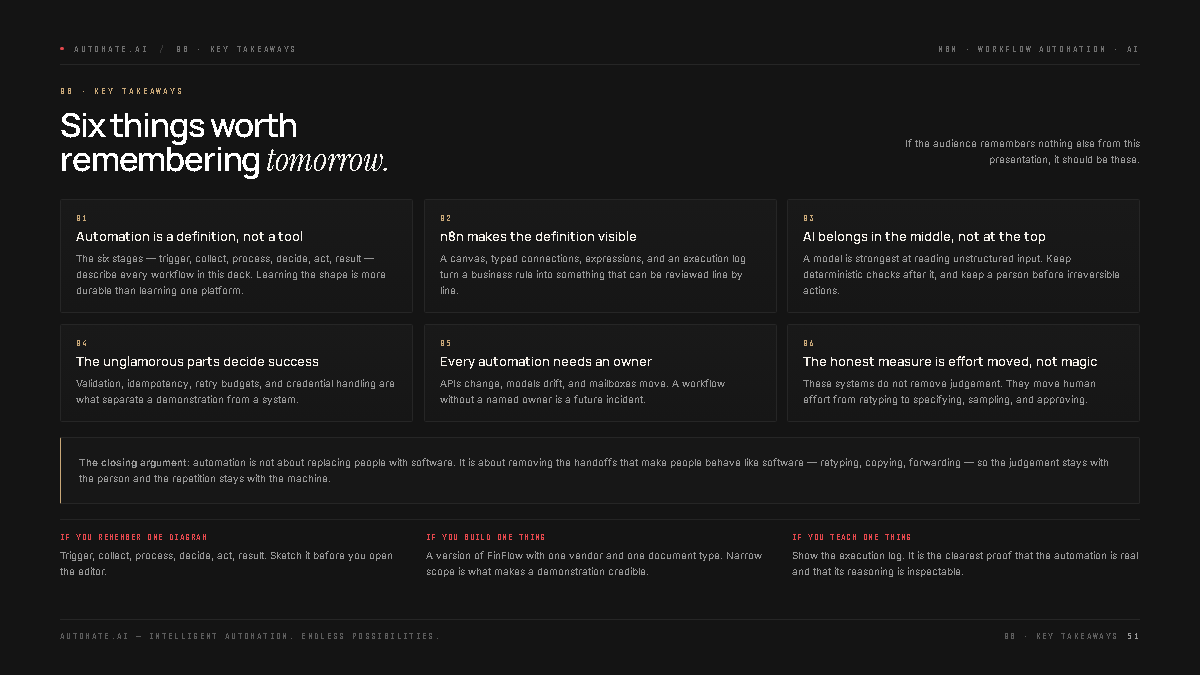 AUTOMATE.AI / 08 · KEY TAKEAWAYS
N8N · WORKFLOW AUTOMATION · AI
08 · KEY TAKEAWAYS
Six things worth
remembering tomorrow.
If the audience remembers nothing else from this
presentation, it should be these.
01
Automation is a definition, not a tool
The six stages — trigger, collect, process, decide, act, result —
describe every workflow in this deck. Learning the shape is more
durable than learning one platform.
02
n8n makes the definition visible
A canvas, typed connections, expressions, and an execution log
turn a business rule into something that can be reviewed line by
line.
03
AI belongs in the middle, not at the top
A model is strongest at reading unstructured input. Keep
deterministic checks after it, and keep a person before irreversible
actions.
04
The unglamorous parts decide success
Validation, idempotency, retry budgets, and credential handling are
what separate a demonstration from a system.
05
Every automation needs an owner
APIs change, models drift, and mailboxes move. A workflow
without a named owner is a future incident.
06
The honest measure is effort moved, not magic
These systems do not remove judgement. They move human
effort from retyping to specifying, sampling, and approving.
The closing argument: automation is not about replacing people with software. It is about removing the handoffs that make people behave like software — retyping, copying, forwarding — so the judgement stays with
the person and the repetition stays with the machine.
IF YOU REMEMBER ONE DIAGRAM
Trigger, collect, process, decide, act, result. Sketch it before you open
the editor.
IF YOU BUILD ONE THING
A version of FinFlow with one vendor and one document type. Narrow
scope is what makes a demonstration credible.
IF YOU TEACH ONE THING
Show the execution log. It is the clearest proof that the automation is real
and that its reasoning is inspectable.
AUTOMATE.AI — INTELLIGENT AUTOMATION. ENDLESS POSSIBILITIES.
08 · KEY TAKEAWAYS 51